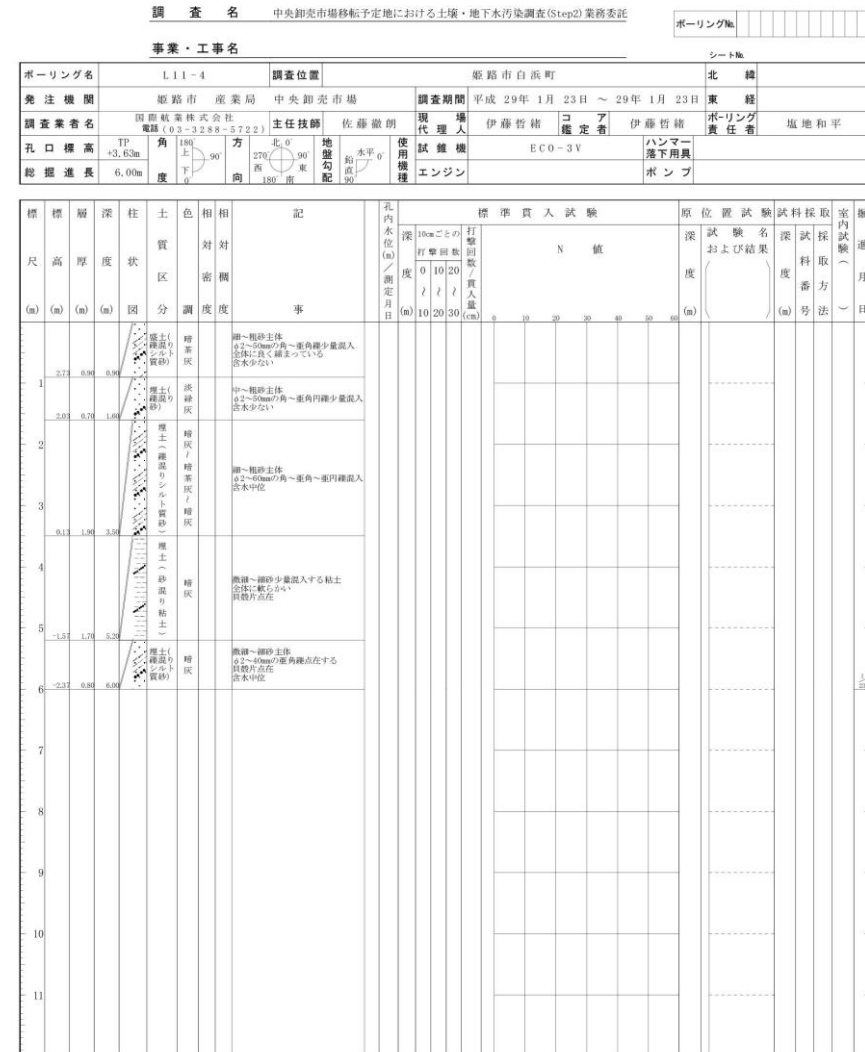 調査名 中央卸売市場移転予定地における土壌・地下水汚染調査(Step2)業務委託
ボーリングNo.
事業・工事名
シートNo.
ボーリング名 L11-4 調査位置 姫路市白浜町 北緯
発注機関 姫路市 産業局 中央卸売市場 調査期間 平成 29年 1月 23日 ～ 29年 1月 23日 東経
調査業者名 国際航業株式会社 電話(03-3288-5722) 主任技師 佐藤徹朗 現場代理人 伊藤哲緒 コア鑑定者 伊藤哲緒 ボーリング責任者 塩地和平
孔口標高 TP +3.63m 角度 180° 上 下 0° 90° 方向 北 0° 270° 西 90° 東 180° 南 地盤勾配 水平 0° 鉛直 90° 使用機種 試錐機 ECO-3V ハンマー落下用具
総掘進長 6.00m エンジン ポンプ
標尺(m) 標高(m) 層厚(m) 深度(m) 柱状図 土質区分 色調 相対密度 相対稠度 記事 孔内水位(m)/測定月日 標準貫入試験 原位置試験 試料採取 室内試験( ) 掘進月日
深度(m) 10cmごとの打撃回数 0 10 20 ～ ～ ～ 10 20 30 打撃回数/貫入量(cm) N値 深度(m) 試験名および結果 深度(m) 試料番号 採取方法
0 10 20 30 40 50 60
盛土(礫混りシルト質砂) 暗茶灰 細～粗砂主体
φ2～50mmの角～亜角礫少量混入
全体に良く締まっている
含水少ない
2.73 0.90 0.90
1
埋土(礫混り砂) 淡緑灰 中～粗砂主体
φ2～50mmの角～亜角円礫少量混入
含水少ない
2.03 0.70 1.60
2
埋土(礫混りシルト質砂) 暗灰～暗茶灰～暗灰 細～粗砂主体
φ2～60mmの角～亜角～亜円礫混入
含水中位
3
0.13 1.90 3.50
4
埋土(砂混り粘土) 暗灰 微細～細砂少量混入する粘土
全体に軟らかい
貝殻片点在
5
-1.57 1.70 5.20
埋土(礫混りシルト質砂) 暗灰 微細～細砂主体
φ2～40mmの亜角礫点在する
貝殻片点在
含水中位
6
-2.37 0.80 6.00
7
8
9
10
11